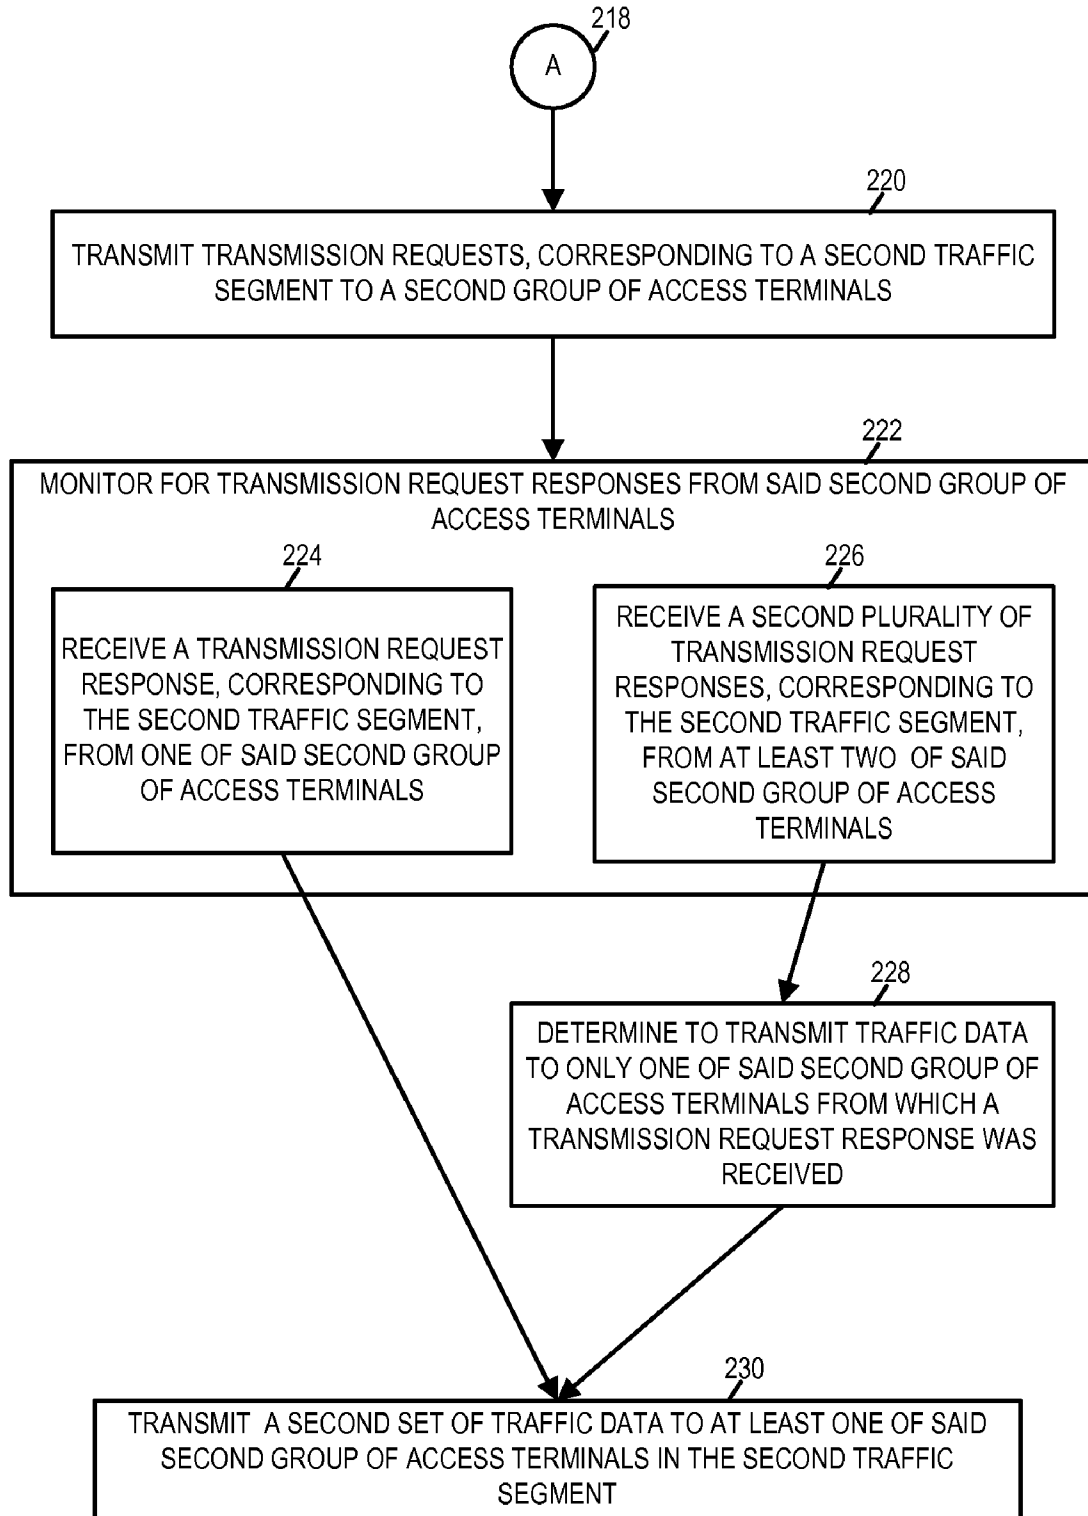 218
A
220
TRANSMIT TRANSMISSION REQUESTS, CORRESPONDING TO A SECOND TRAFFIC
SEGMENT TO A SECOND GROUP OF ACCESS TERMINALS
222
MONITOR FOR TRANSMISSION REQUEST RESPONSES FROM SAID SECOND GROUP OF
ACCESS TERMINALS
224
RECEIVE A TRANSMISSION REQUEST
RESPONSE, CORRESPONDING TO
THE SECOND TRAFFIC SEGMENT,
FROM ONE OF SAID SECOND GROUP
OF ACCESS TERMINALS
226
RECEIVE A SECOND PLURALITY OF
TRANSMISSION REQUEST
RESPONSES, CORRESPONDING TO
THE SECOND TRAFFIC SEGMENT,
FROM AT LEAST TWO OF SAID
SECOND GROUP OF ACCESS
TERMINALS
228
DETERMINE TO TRANSMIT TRAFFIC DATA
TO ONLY ONE OF SAID SECOND GROUP OF
ACCESS TERMINALS FROM WHICH A
TRANSMISSION REQUEST RESPONSE WAS
RECEIVED
230
TRANSMIT A SECOND SET OF TRAFFIC DATA TO AT LEAST ONE OF SAID
SECOND GROUP OF ACCESS TERMINALS IN THE SECOND TRAFFIC
SEGMENT